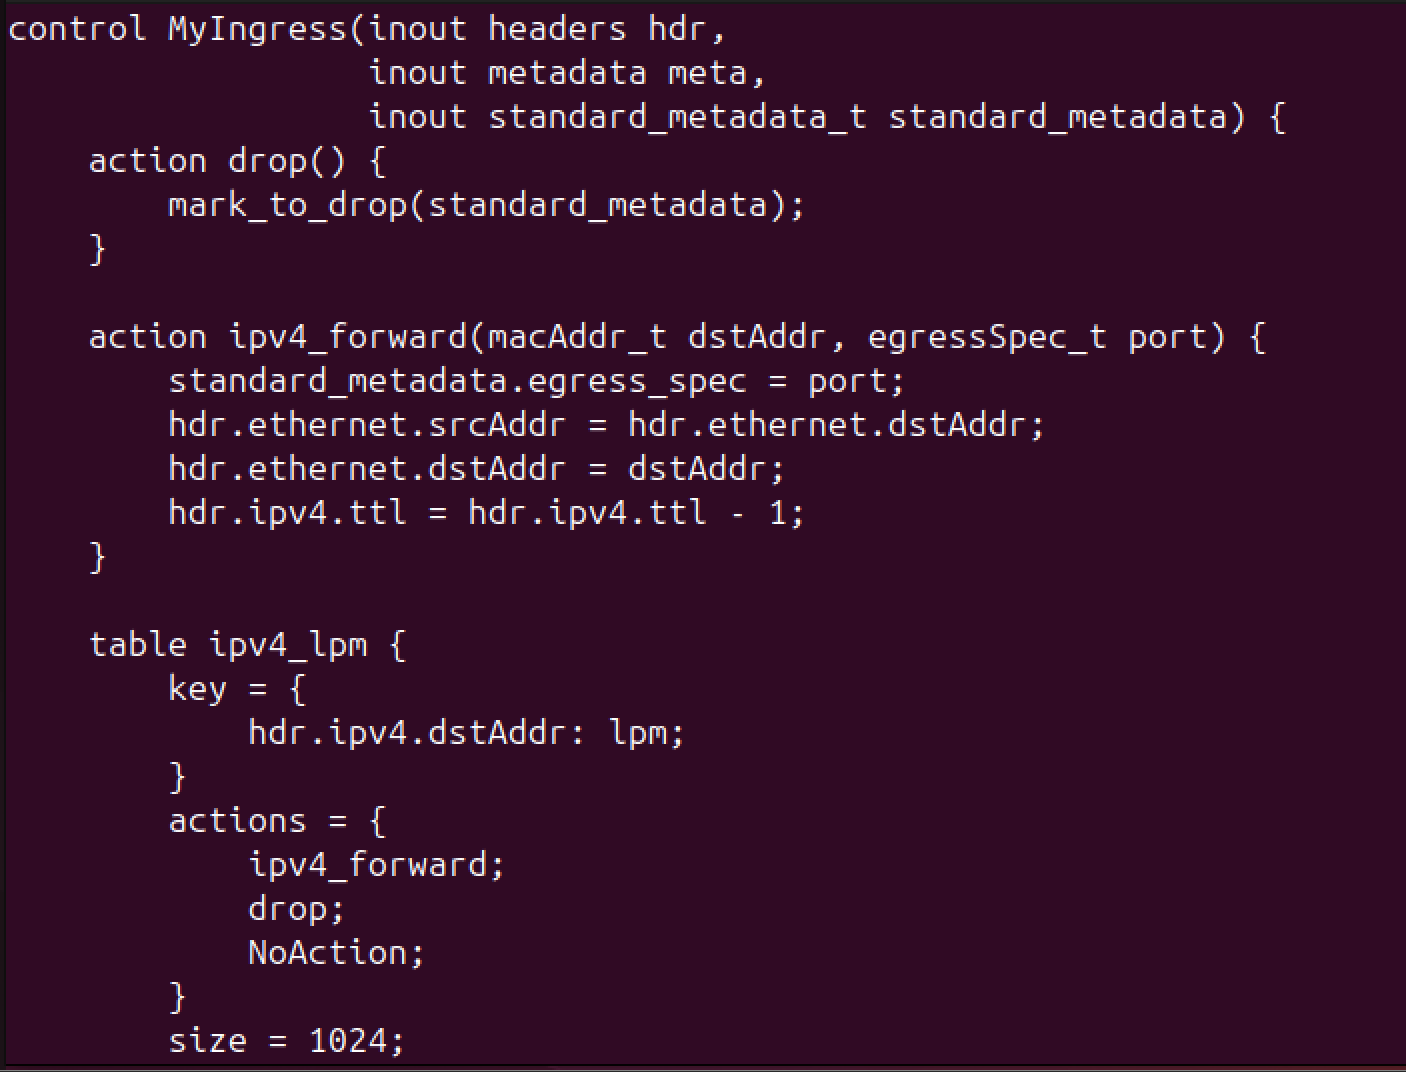 control MyIngress(inout headers hdr,
                  inout metadata meta,
                  inout standard_metadata_t standard_metadata) {
    action drop() {
        mark_to_drop(standard_metadata);
    }

    action ipv4_forward(macAddr_t dstAddr, egressSpec_t port) {
        standard_metadata.egress_spec = port;
        hdr.ethernet.srcAddr = hdr.ethernet.dstAddr;
        hdr.ethernet.dstAddr = dstAddr;
        hdr.ipv4.ttl = hdr.ipv4.ttl - 1;
    }

    table ipv4_lpm {
        key = {
            hdr.ipv4.dstAddr: lpm;
        }
        actions = {
            ipv4_forward;
            drop;
            NoAction;
        }
        size = 1024;